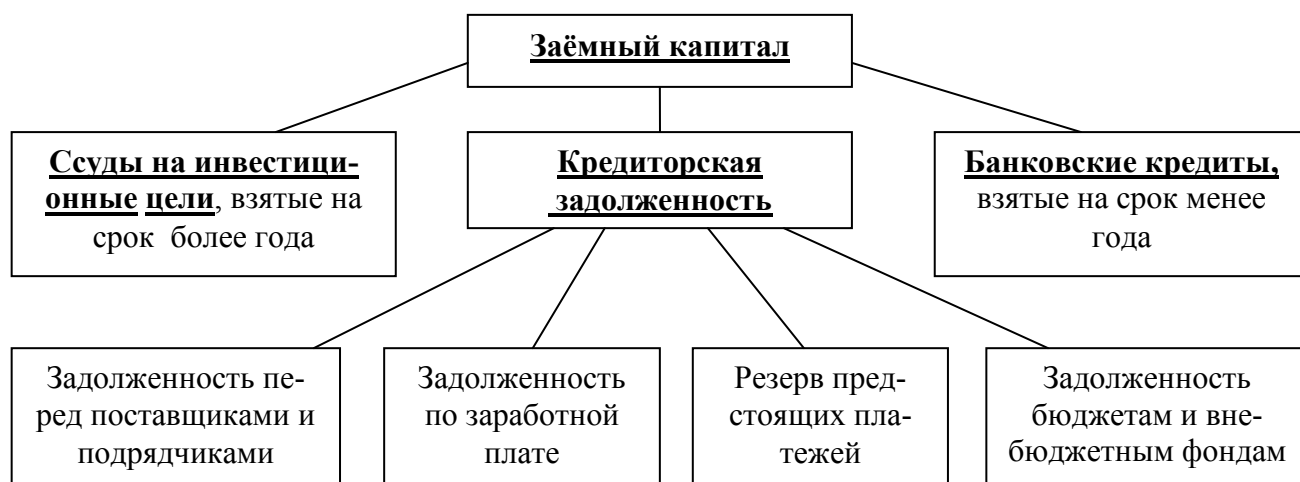 Заёмный капитал
Ссуды на инвестици-
онные цели, взятые на
срок более года
Кредиторская
задолженность
Банковские кредиты,
взятые на срок менее
года
Задолженность пе-
ред поставщиками и
подрядчиками
Задолженность
по заработной
плате
Резерв пред-
стоящих пла-
тежей
Задолженность
бюджетам и вне-
бюджетным фондам